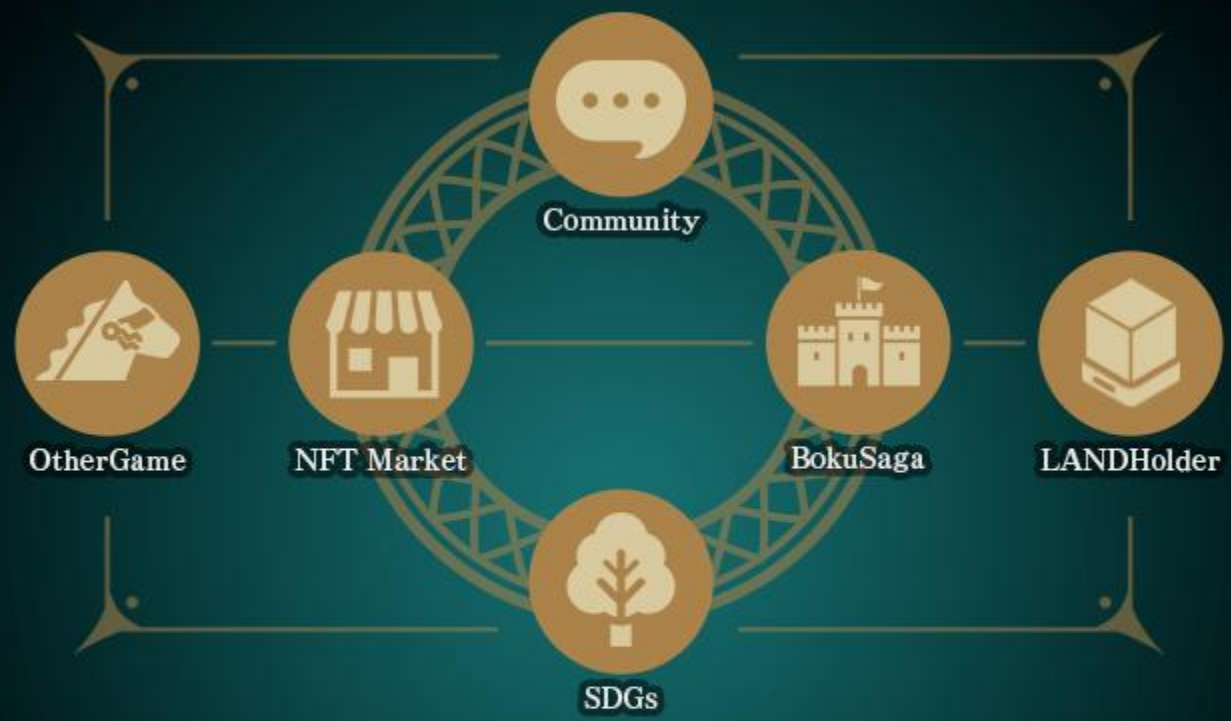 Community
OtherGame
NFT Market
BokuSaga
LANDHolder
SDGs